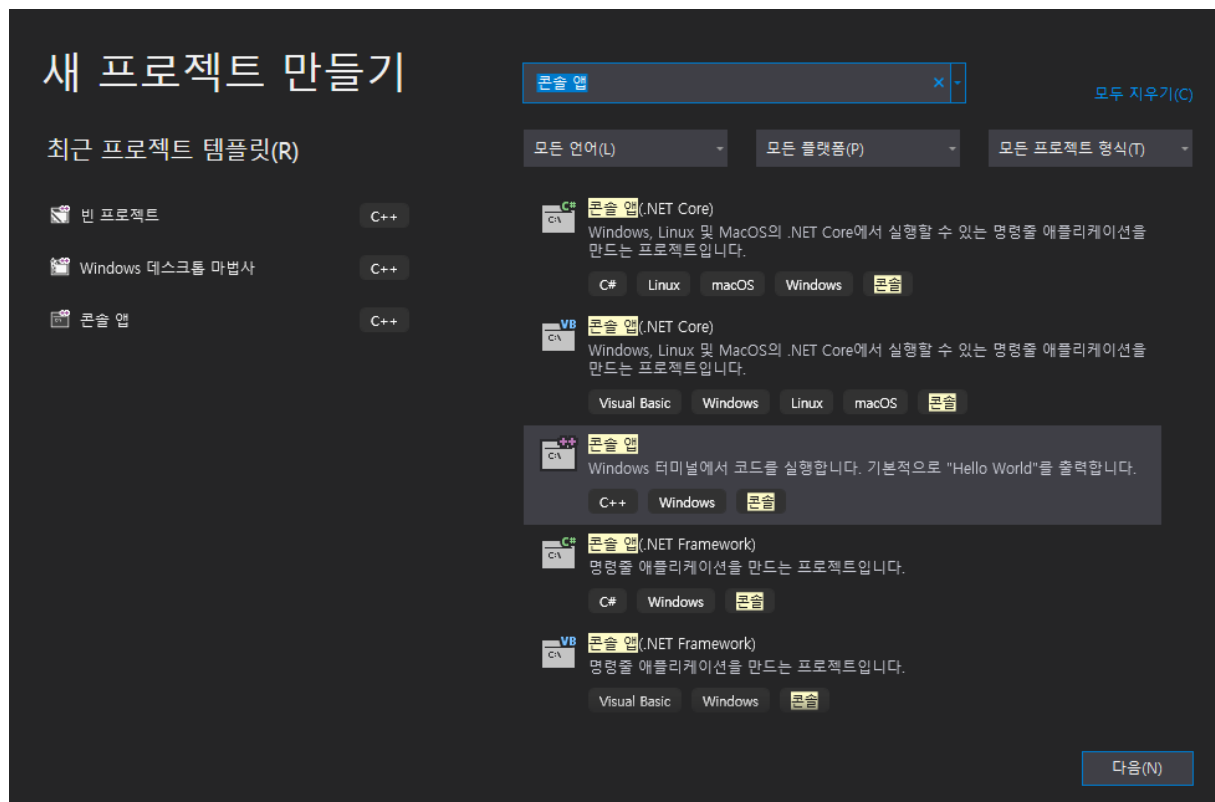 새 프로젝트 만들기
콘솔 앱
모두 지우기(C)
최근 프로젝트 템플릿(R)
모든 언어(L)
모든 플랫폼(P)
모든 프로젝트 형식(T)
빈 프로젝트 C++
Windows 데스크톱 마법사 C++
콘솔 앱 C++
C#
C:\
콘솔 앱(.NET Core)
Windows, Linux 및 MacOS의 .NET Core에서 실행할 수 있는 명령줄 애플리케이션을
만드는 프로젝트입니다.
C# Linux macOS Windows 콘솔
VB
C:\
콘솔 앱(.NET Core)
Windows, Linux 및 MacOS의 .NET Core에서 실행할 수 있는 명령줄 애플리케이션을
만드는 프로젝트입니다.
Visual Basic Windows Linux macOS 콘솔
++
C:\
콘솔 앱
Windows 터미널에서 코드를 실행합니다. 기본적으로 "Hello World"를 출력합니다.
C++ Windows 콘솔
C#
C:\
콘솔 앱(.NET Framework)
명령줄 애플리케이션을 만드는 프로젝트입니다.
C# Windows 콘솔
VB
C:\
콘솔 앱(.NET Framework)
명령줄 애플리케이션을 만드는 프로젝트입니다.
Visual Basic Windows 콘솔
다음(N)